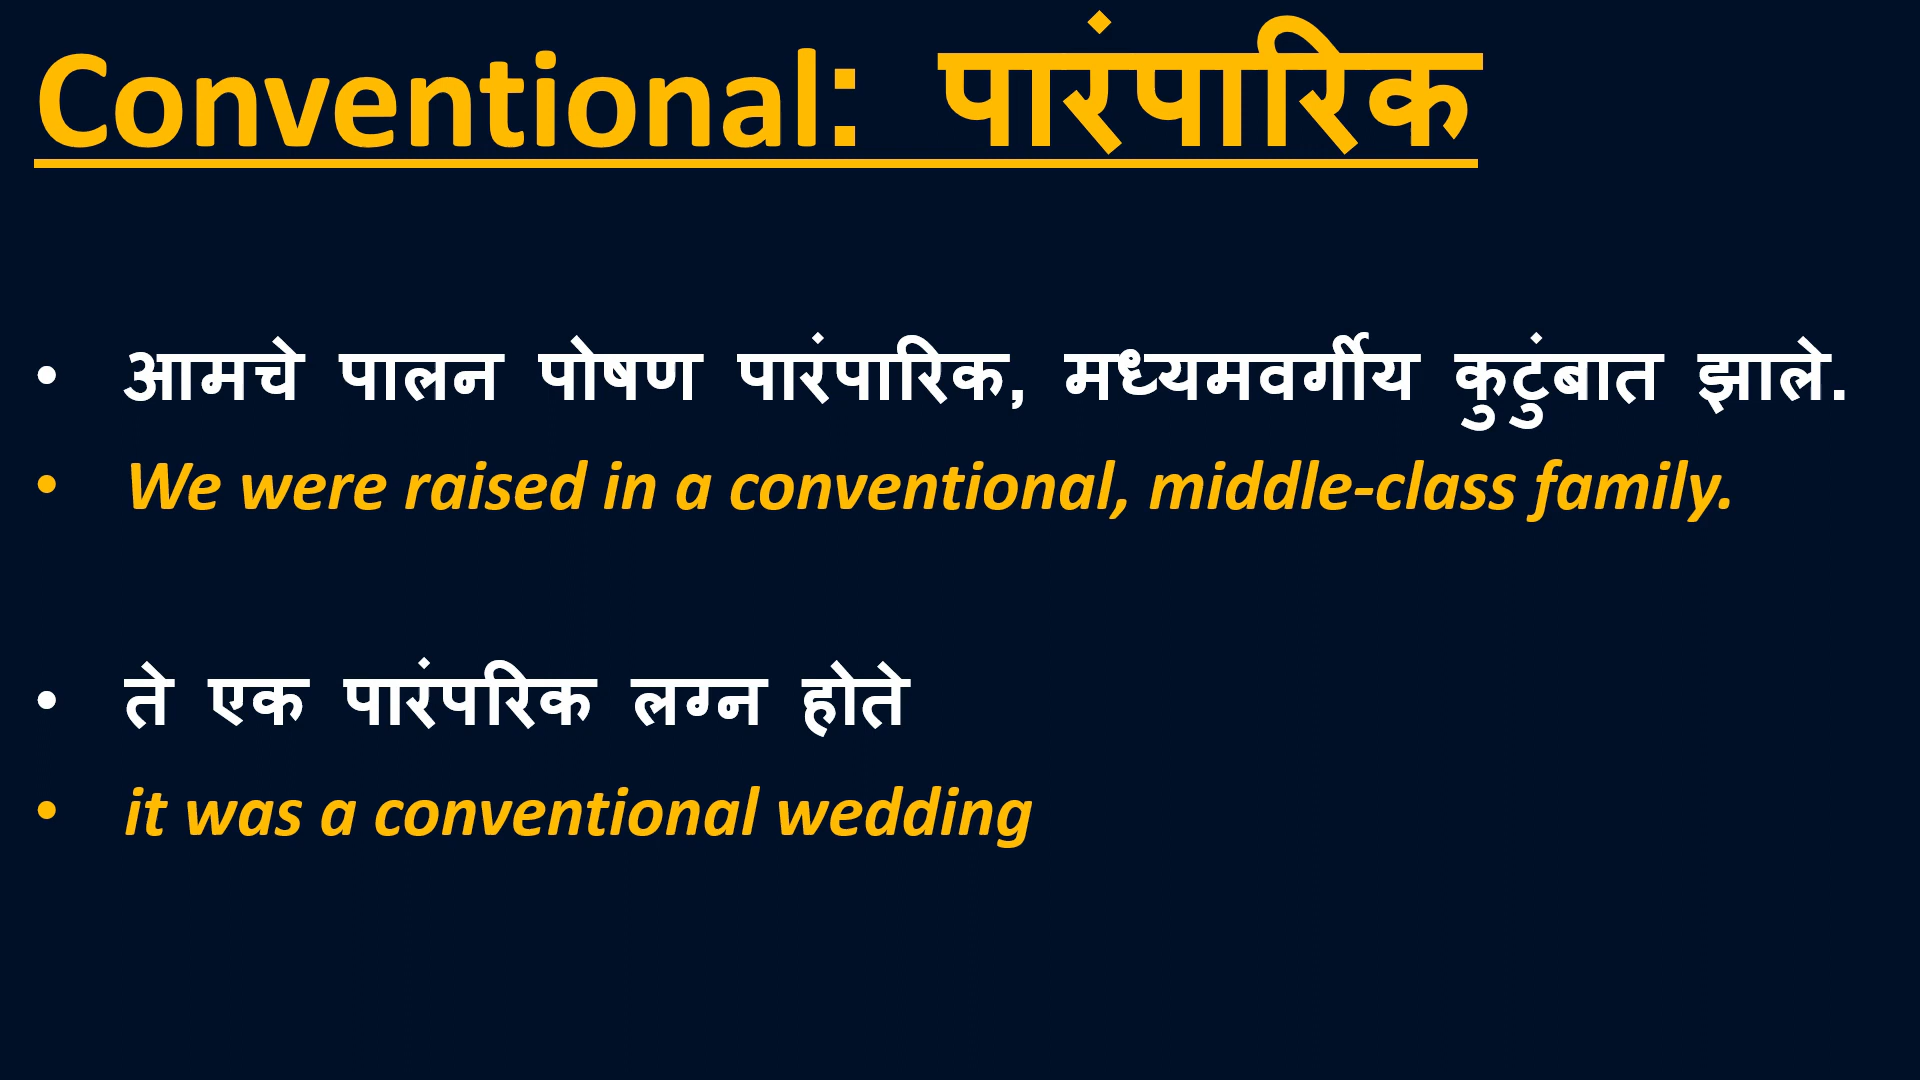 Conventional: पारंपारिक
• आमचे पालन पोषण पारंपारिक, मध्यमवर्गीय कुटुंबात झाले.
• We were raised in a conventional, middle-class family.
• ते एक पारंपरिक लग्न होते
• it was a conventional wedding